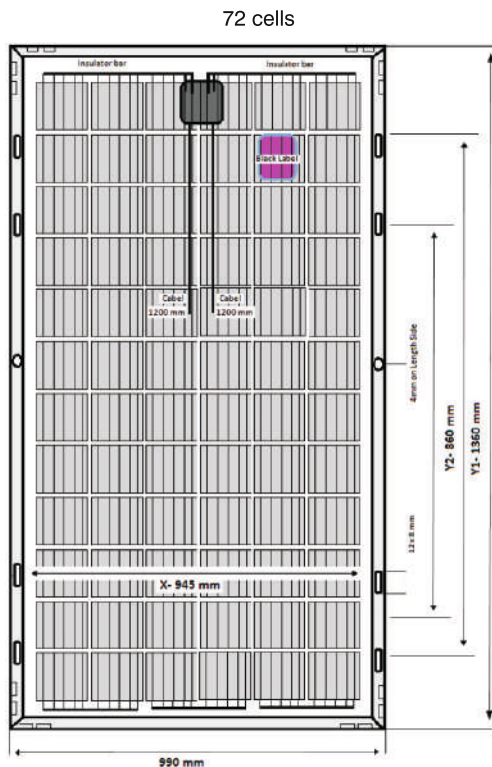 72 cells
Insulator bar
Insulator bar
Black Label
Cabel
1200 mm
Cabel
1200 mm
4mm on Length Side
Y2- 860 mm
Y1- 1360 mm
12x8 mm
X- 945 mm
990 mm